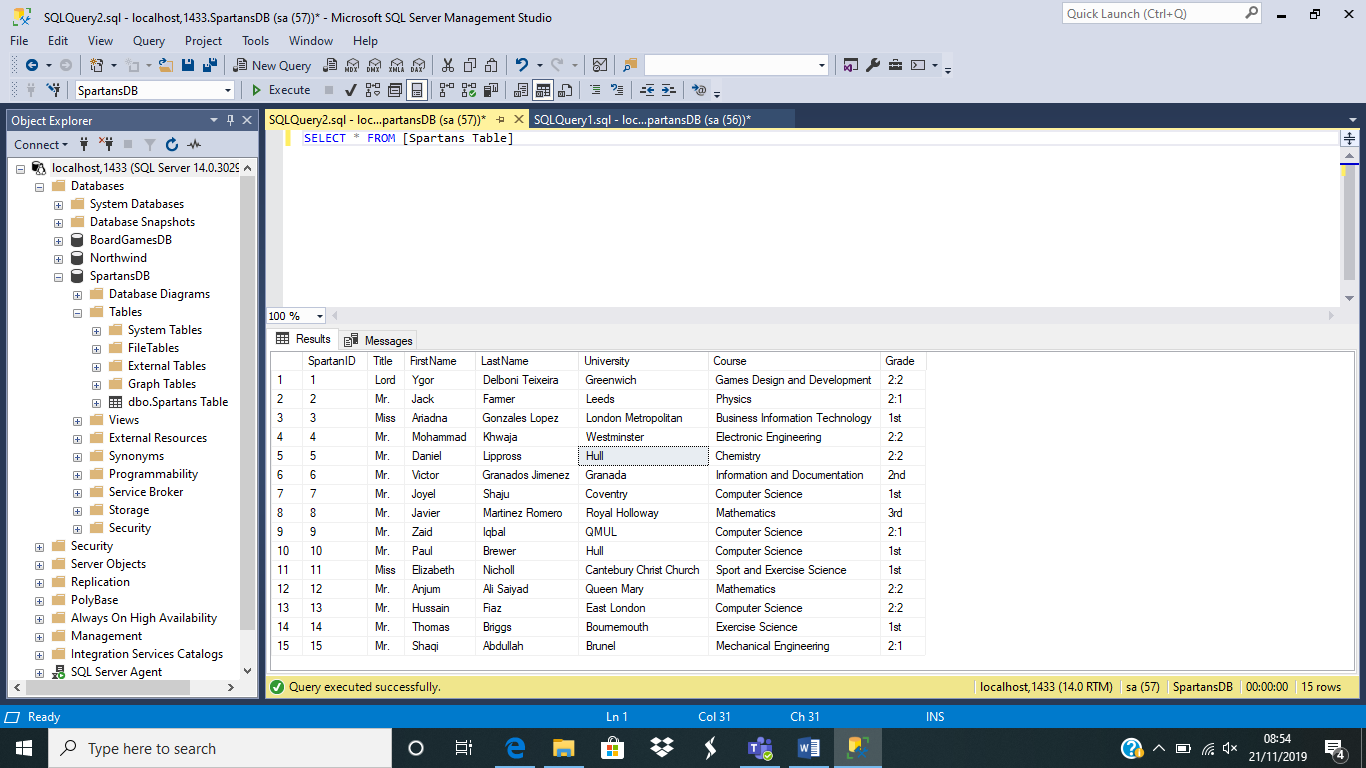 SQLQuery2.sql - localhost,1433.SpartansDB (sa (57))* - Microsoft SQL Server Management Studio
Quick Launch (Ctrl+Q)
File Edit View Query Project Tools Window Help
New Query MDX DMX XMLA DAX
SpartansDB Execute
Object Explorer
SQLQuery2.sql - loc...partansDB (sa (57))* SQLQuery1.sql - loc...partansDB (sa (56))*
Connect
SELECT * FROM [Spartans Table]
localhost,1433 (SQL Server 14.0.3029
Databases
System Databases
Database Snapshots
BoardGamesDB
Northwind
SpartansDB
Database Diagrams
Tables
System Tables
FileTables
External Tables
Graph Tables
dbo.Spartans Table
Views
External Resources
Synonyms
Programmability
Service Broker
Storage
Security
Security
Server Objects
Replication
PolyBase
Always On High Availability
Management
Integration Services Catalogs
SQL Server Agent
100 %
Results Messages
SpartanID Title FirstName LastName University Course Grade
1 1 Lord Ygor Delboni Teixeira Greenwich Games Design and Development 2:2
2 2 Mr. Jack Farmer Leeds Physics 2:1
3 3 Miss Ariadna Gonzales Lopez London Metropolitan Business Information Technology 1st
4 4 Mr. Mohammad Khwaja Westminster Electronic Engineering 2:2
5 5 Mr. Daniel Lippross Hull Chemistry 2:2
6 6 Mr. Victor Granados Jimenez Granada Information and Documentation 2nd
7 7 Mr. Joyel Shaju Coventry Computer Science 1st
8 8 Mr. Javier Martinez Romero Royal Holloway Mathematics 3rd
9 9 Mr. Zaid Iqbal QMUL Computer Science 2:1
10 10 Mr. Paul Brewer Hull Computer Science 1st
11 11 Miss Elizabeth Nicholl Cantebury Christ Church Sport and Exercise Science 1st
12 12 Mr. Anjum Ali Saiyad Queen Mary Mathematics 2:2
13 13 Mr. Hussain Fiaz East London Computer Science 2:2
14 14 Mr. Thomas Briggs Bournemouth Exercise Science 1st
15 15 Mr. Shaqi Abdullah Brunel Mechanical Engineering 2:1
Query executed successfully. localhost,1433 (14.0 RTM) sa (57) SpartansDB 00:00:00 15 rows
Ready Ln 1 Col 31 Ch 31 INS
Type here to search
08:54
21/11/2019
4